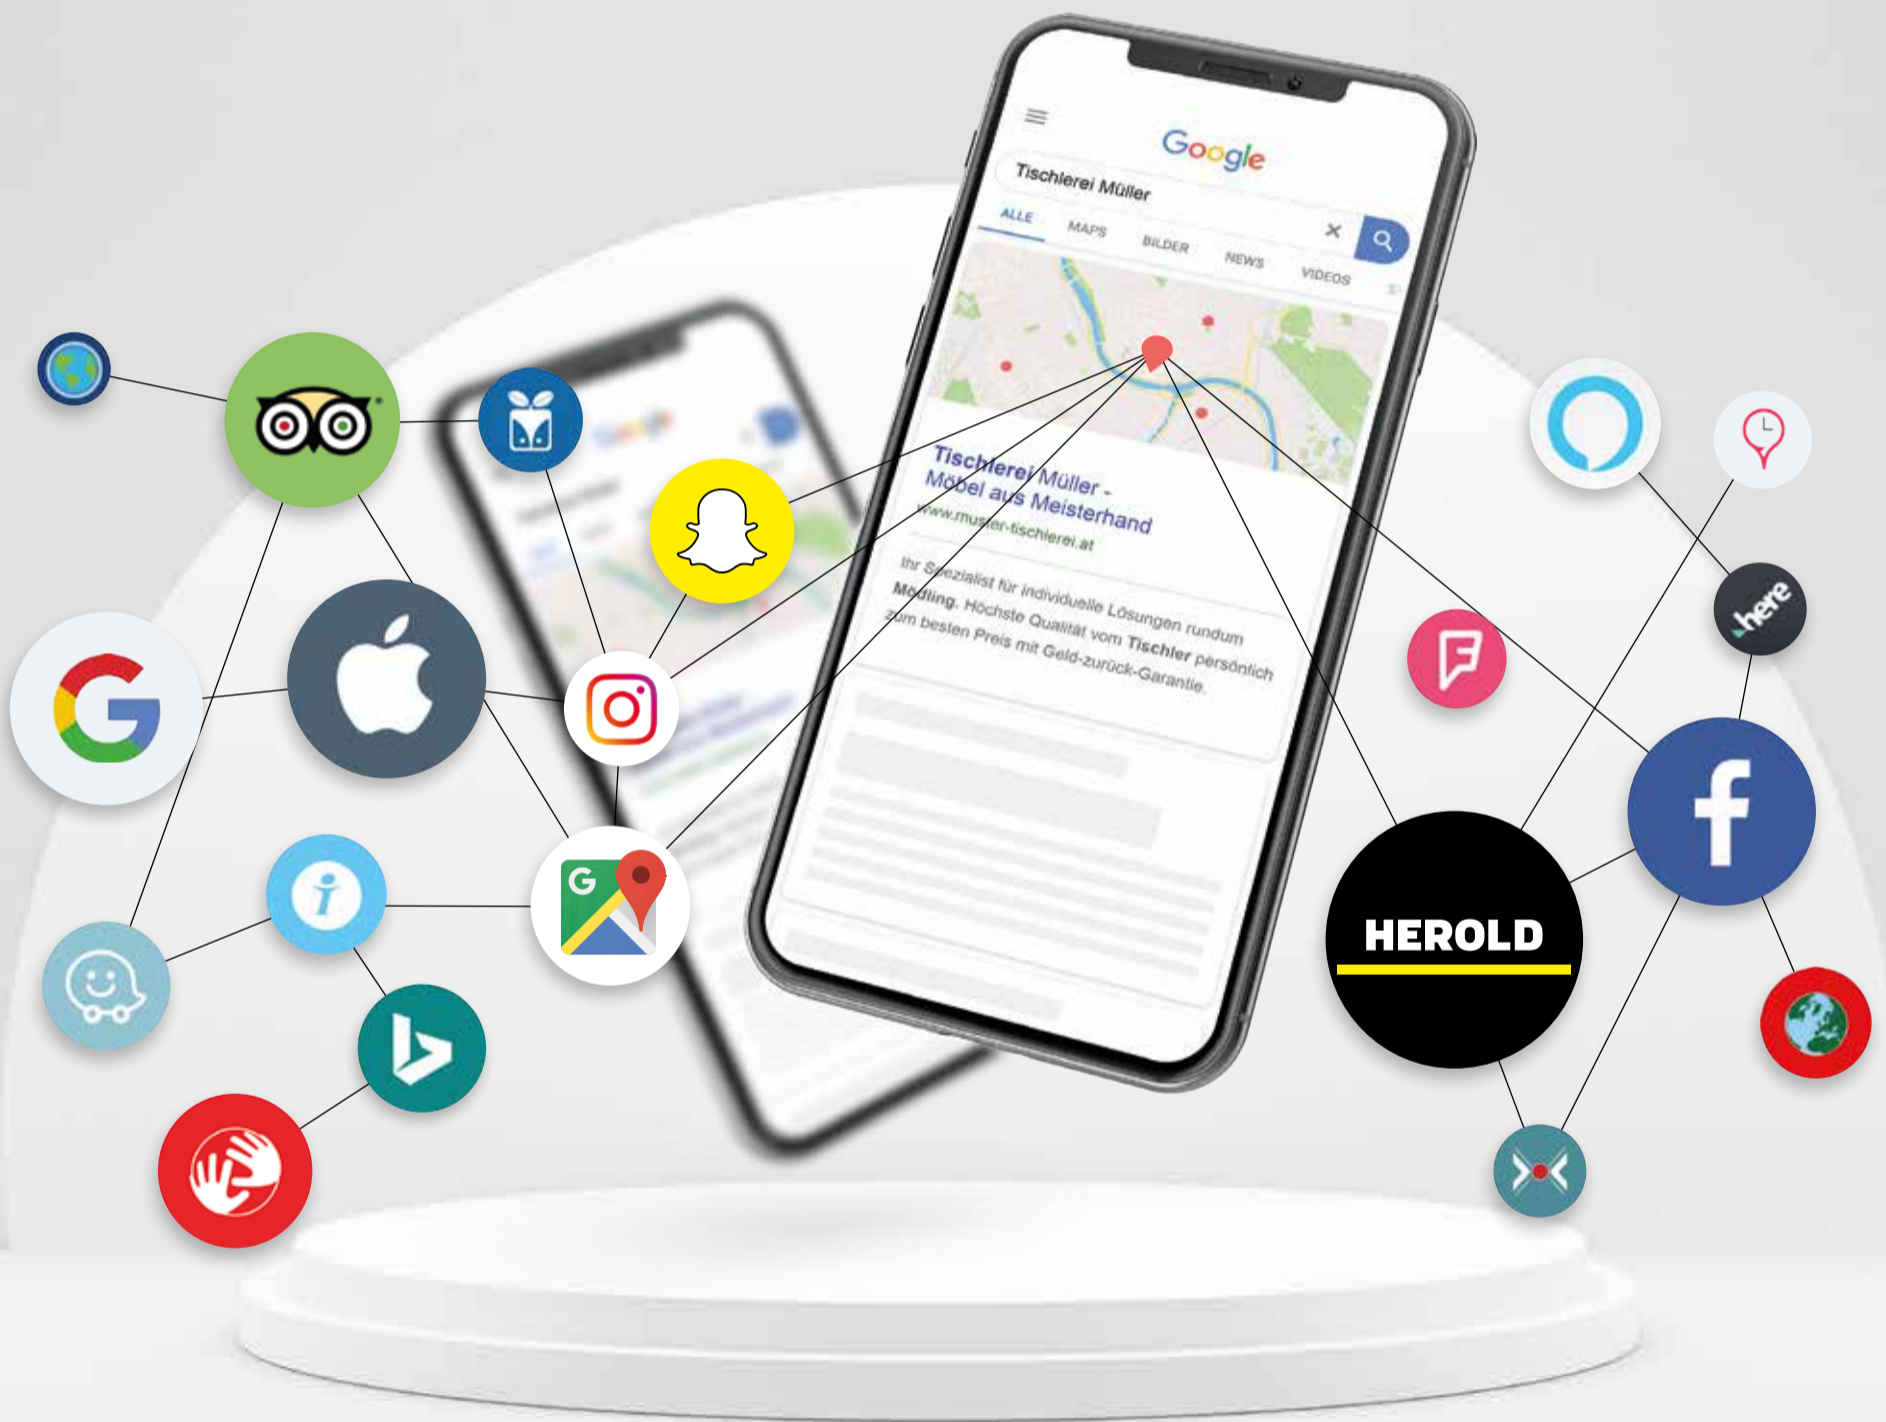 Google
Tischlerei Müller
ALLE MAPS BILDER NEWS VIDEOS
Tischlerei Müller -
Möbel aus Meisterhand
www.muster-tischlerei.at
Ihr Spezialist für individuelle Lösungen rundum
Mödling. Höchste Qualität vom Tischler persönlich
zum besten Preis mit Geld-zurück-Garantie.
here
HEROLD